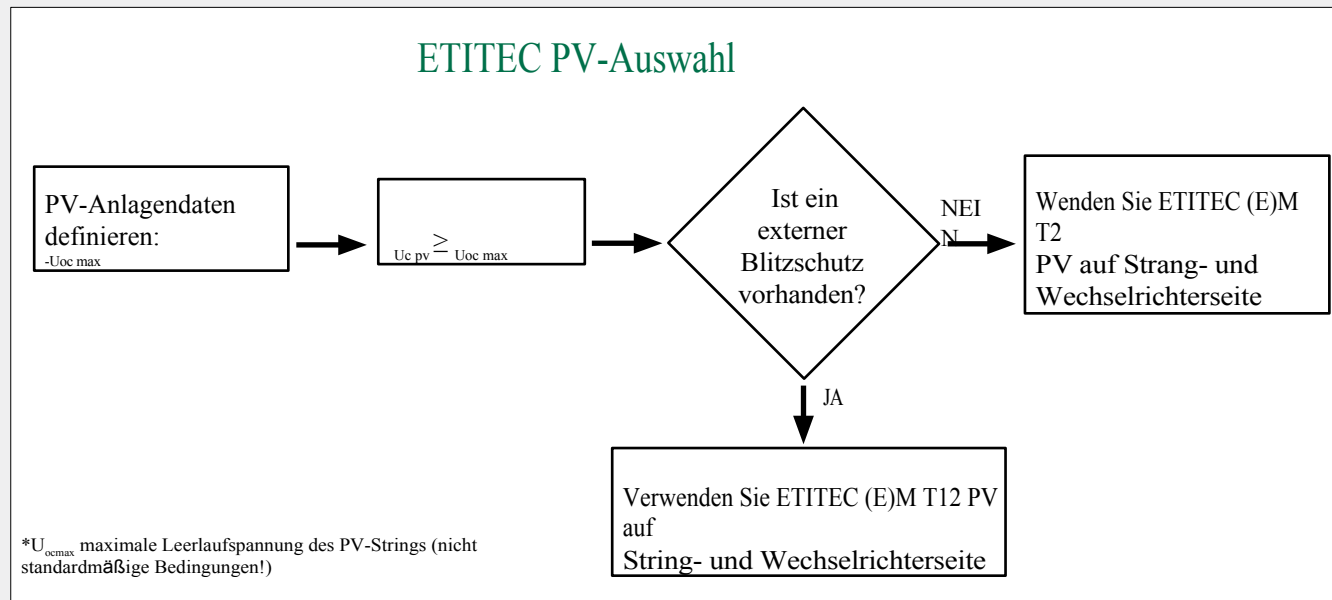 ETITEC PV-Auswahl
PV-Anlagendaten
definieren:
-Uoc max
Uc pv ≥ Uoc max
Ist ein
externer
Blitzschutz
vorhanden?
NEI
N
Wenden Sie ETITEC (E)M
T2
PV auf Strang- und
Wechselrichterseite
JA
Verwenden Sie ETITEC (E)M T12 PV
auf
String- und Wechselrichterseite
*Uocmax maximale Leerlaufspannung des PV-Strings (nicht
standardmäßige Bedingungen!)